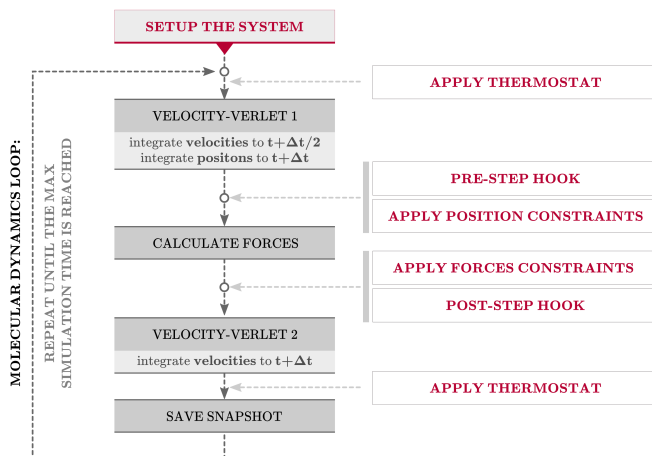 SETUP THE SYSTEM
APPLY THERMOSTAT
VELOCITY-VERLET 1
integrate velocities to t+Δt/2
integrate positons to t+Δt
PRE-STEP HOOK
APPLY POSITION CONSTRAINTS
CALCULATE FORCES
APPLY FORCES CONSTRAINTS
POST-STEP HOOK
VELOCITY-VERLET 2
integrate velocities to t+Δt
APPLY THERMOSTAT
SAVE SNAPSHOT
MOLECULAR DYNAMICS LOOP:
REPEAT UNTIL THE MAX
SIMULATION TIME IS REACHED